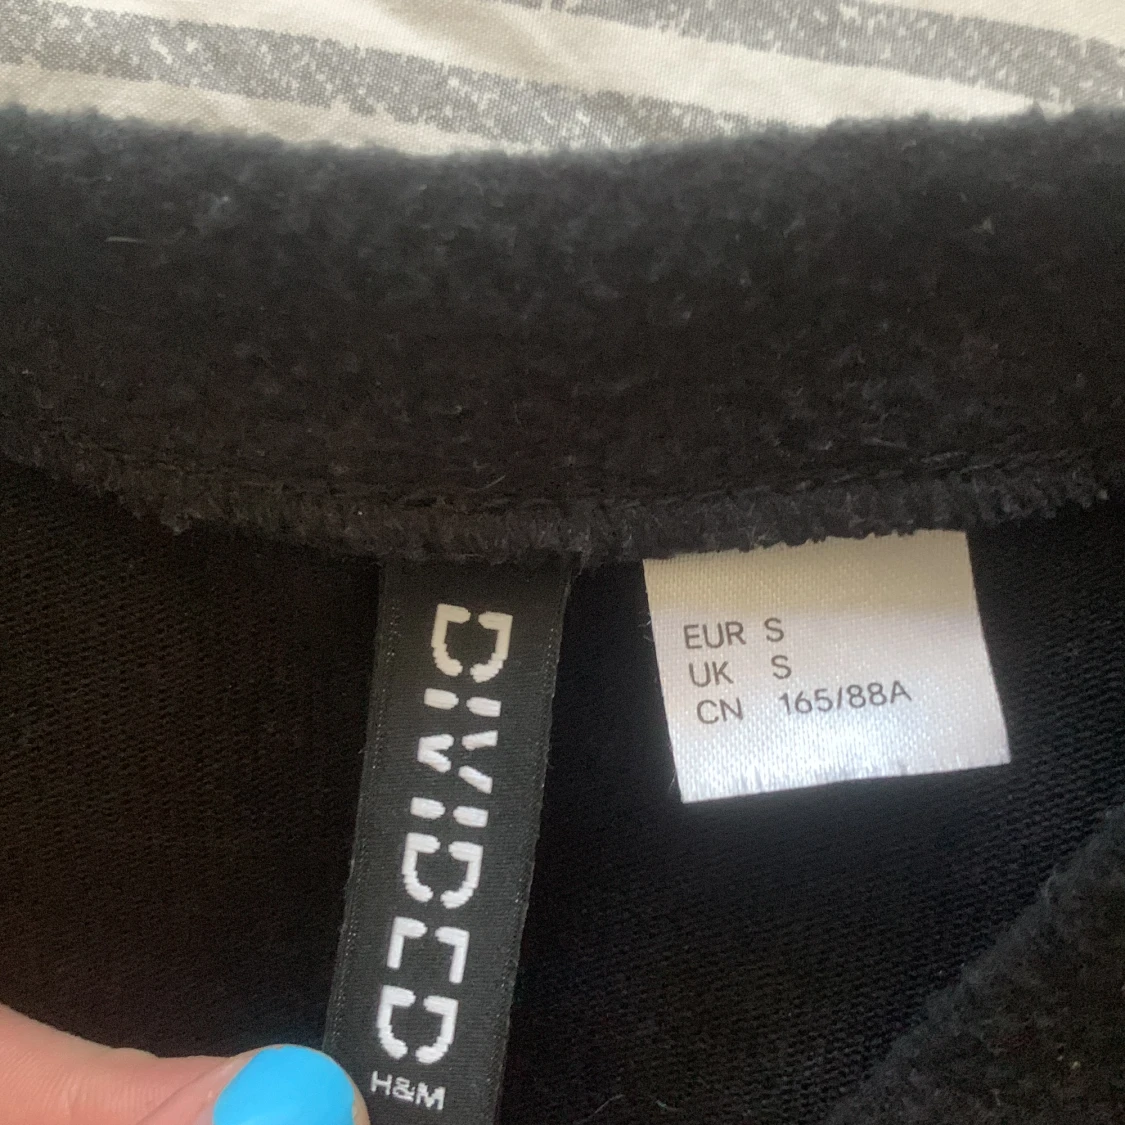 DIVIDED
H&M
EUR S
UK S
CN 165/88A